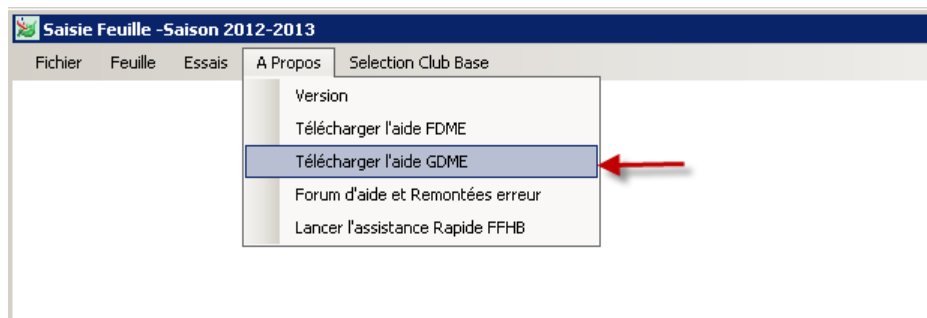 Saisie Feuille -Saison 2012-2013
Fichier Feuille Essais A Propos Selection Club Base
Version
Télécharger l'aide FDME
Télécharger l'aide GDME
Forum d'aide et Remontées erreur
Lancer l'assistance Rapide FFHB